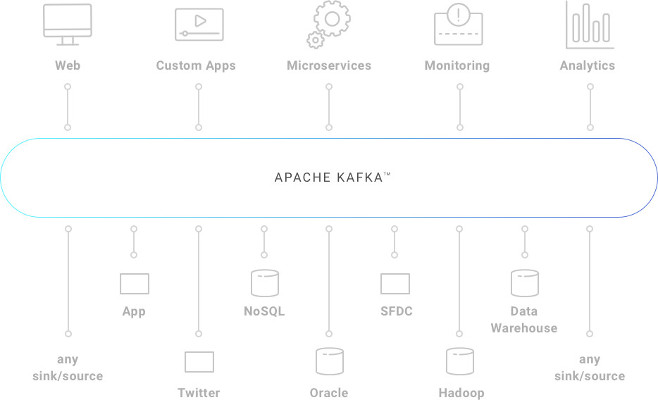 Web
Custom Apps
Microservices
Monitoring
Analytics
APACHE KAFKA™
App
NoSQL
SFDC
Data
Warehouse
any
sink/source
Twitter
Oracle
Hadoop
any
sink/source